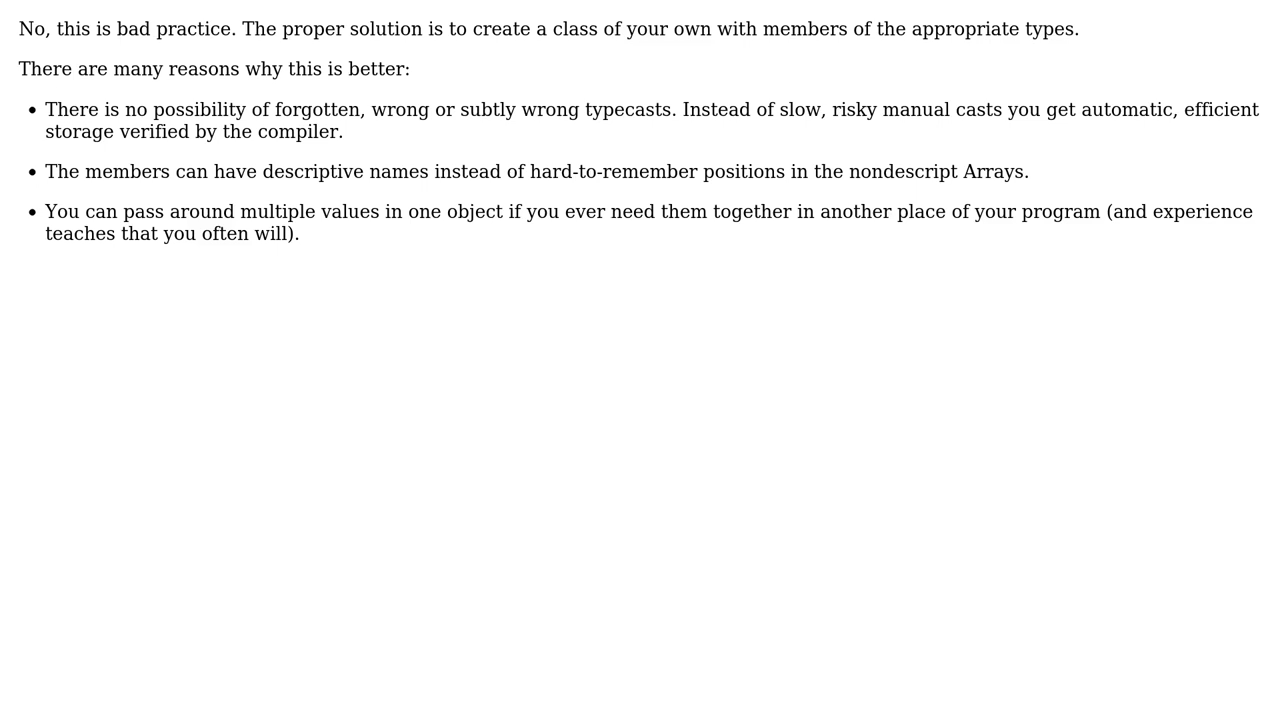 No, this is bad practice. The proper solution is to create a class of your own with members of the appropriate types.
There are many reasons why this is better:
• There is no possibility of forgotten, wrong or subtly wrong typecasts. Instead of slow, risky manual casts you get automatic, efficient
storage verified by the compiler.
• The members can have descriptive names instead of hard-to-remember positions in the nondescript Arrays.
• You can pass around multiple values in one object if you ever need them together in another place of your program (and experience
teaches that you often will).